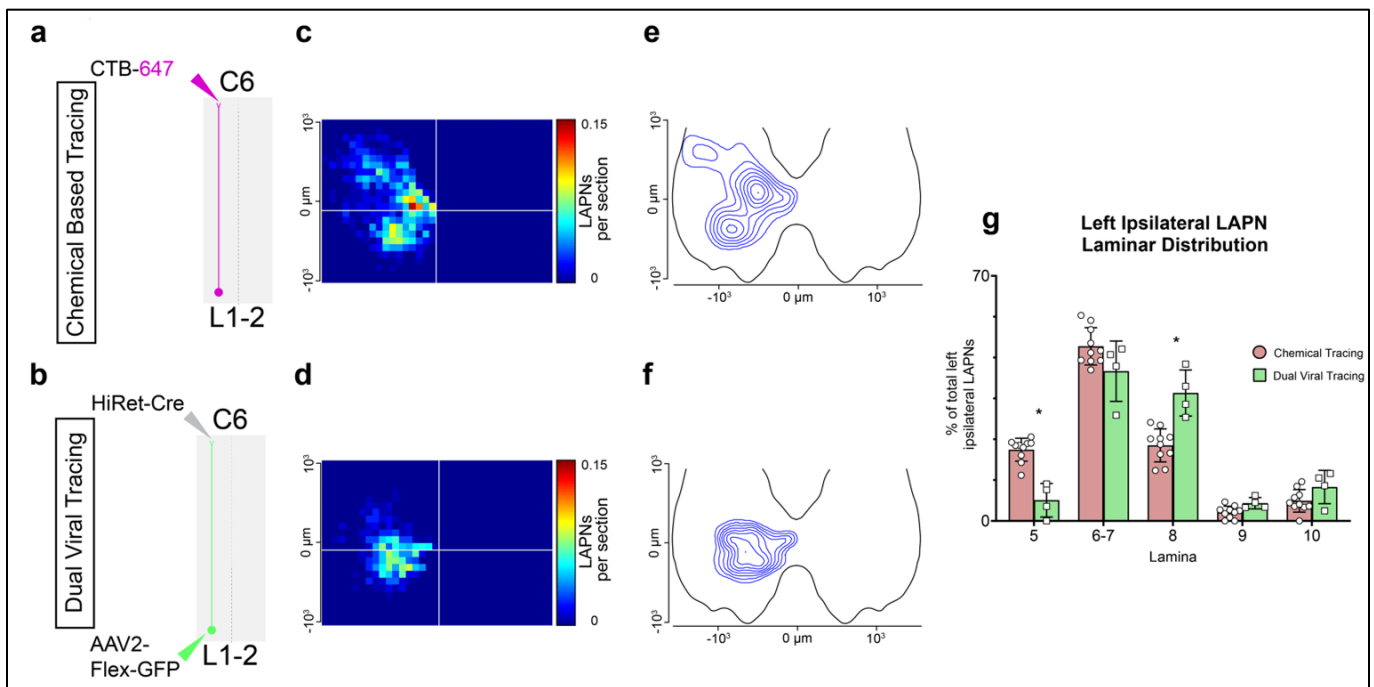 a
CTB-647
C6
Chemical Based Tracing
L1-2
b
HiRet-Cre
C6
Dual Viral Tracing
AAV2-
Flex-GFP
L1-2
c
10³
0 µm
-10³
0.15
LAPNs
per section
0
d
10³
0 µm
-10³
0.15
LAPNs
per section
0
e
10³
0 µm
-10³
-10³
0 µm
10³
f
10³
0 µm
-10³
-10³
0 µm
10³
g
Left Ipsilateral LAPN
Laminar Distribution
70
% of total left
ipsilateral LAPNs
0
*
*
Chemical Tracing
Dual Viral Tracing
5
6-7
8
9
10
Lamina